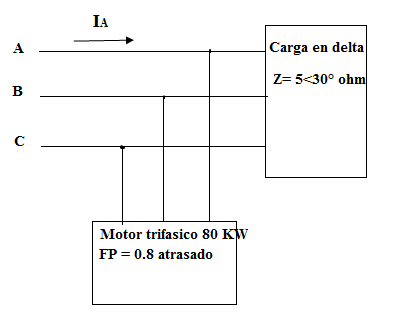 IA
A
B
C
Carga en delta
Z= 5<30° ohm
Motor trifasico 80 KW
FP = 0.8 atrasado